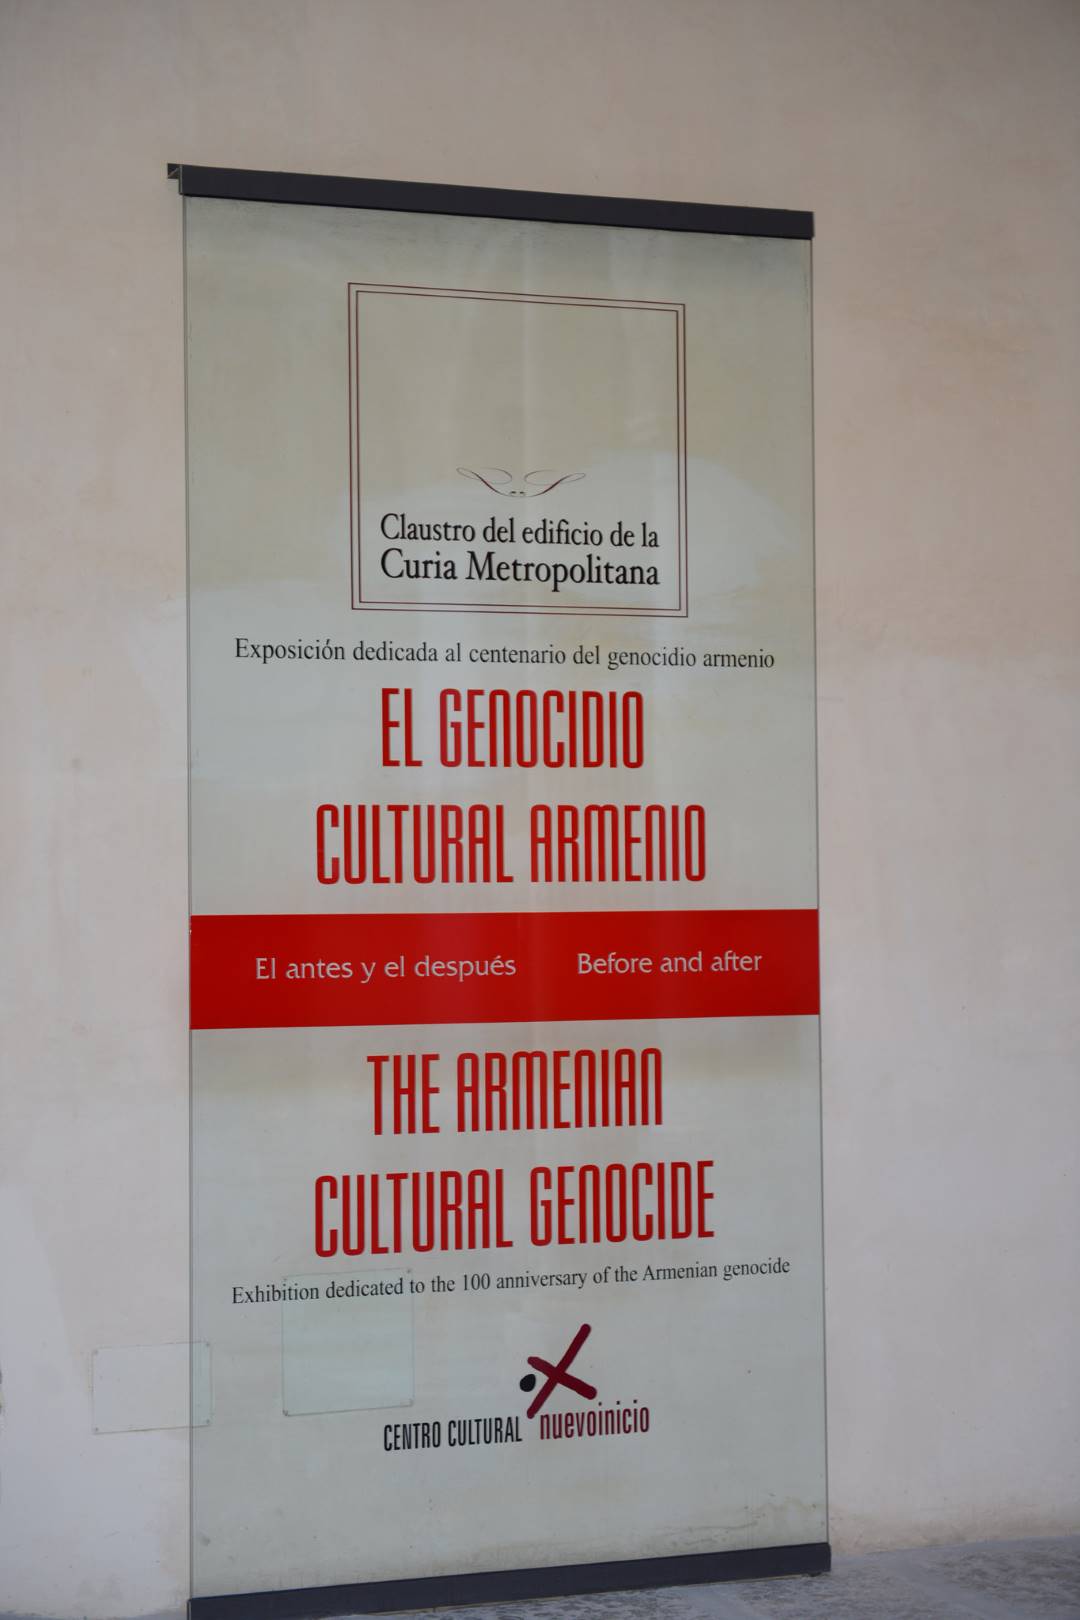 Claustro del edificio de la
Curia Metropolitana
Exposición dedicada al centenario del genocidio armenio
EL GENOCIDIO
CULTURAL ARMENIO
El antes y el después Before and after
THE ARMENIAN
CULTURAL GENOCIDE
Exhibition dedicated to the 100 anniversary of the Armenian genocide
CENTRO CULTURAL nuevoinicio